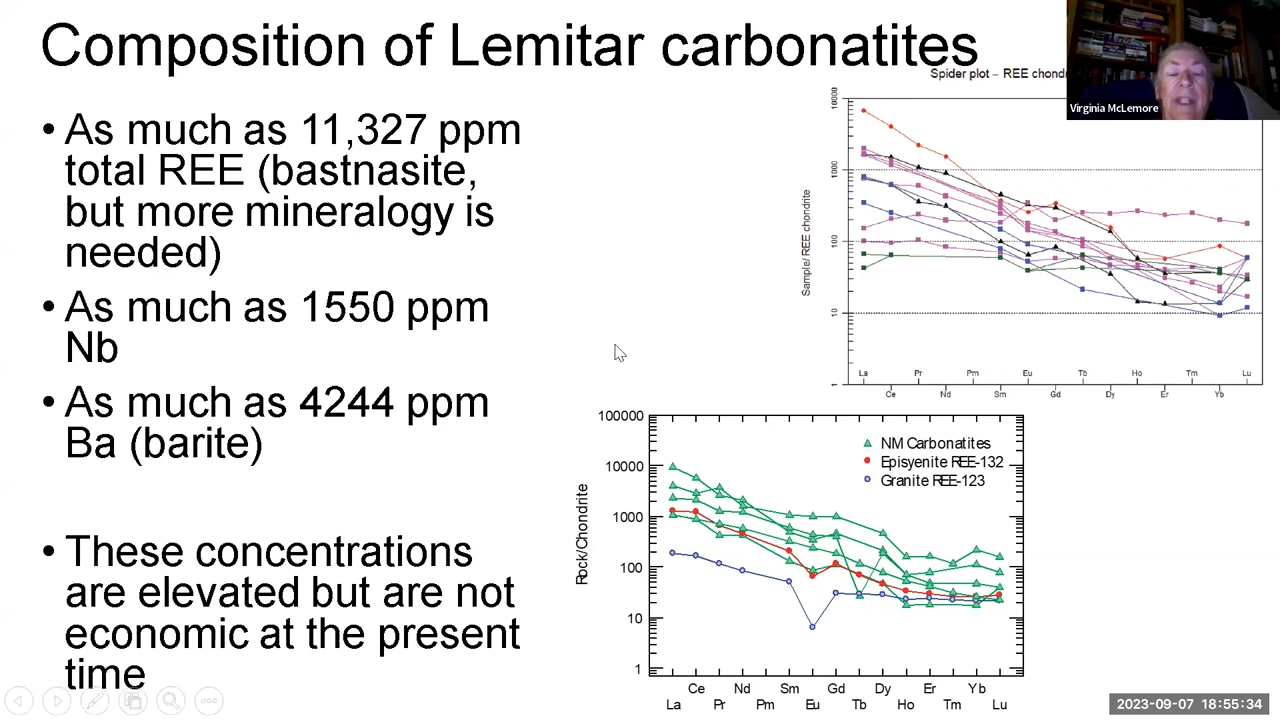 Composition of Lemitar carbonatites
Virginia McLemore
• As much as 11,327 ppm
total REE (bastnasite,
but more mineralogy is
needed)
• As much as 1550 ppm
Nb
• As much as 4244 ppm
Ba (barite)
• These concentrations
are elevated but are not
economic at the present
time
Spider plot – REE chond
Sample/ REE chondrite
10000
1000
100
10
1
La Pr Pm Eu Tb Ho Tm Lu
Ce Nd Sm Gd Dy Er Yb
Rock/Chondrite
100000
10000
1000
100
10
1
NM Carbonatites
Episyenite REE-132
Granite REE-123
Ce Nd Sm Gd Dy Er Yb
La Pr Pm Eu Tb Ho Tm Lu
2023-09-07 18:55:34